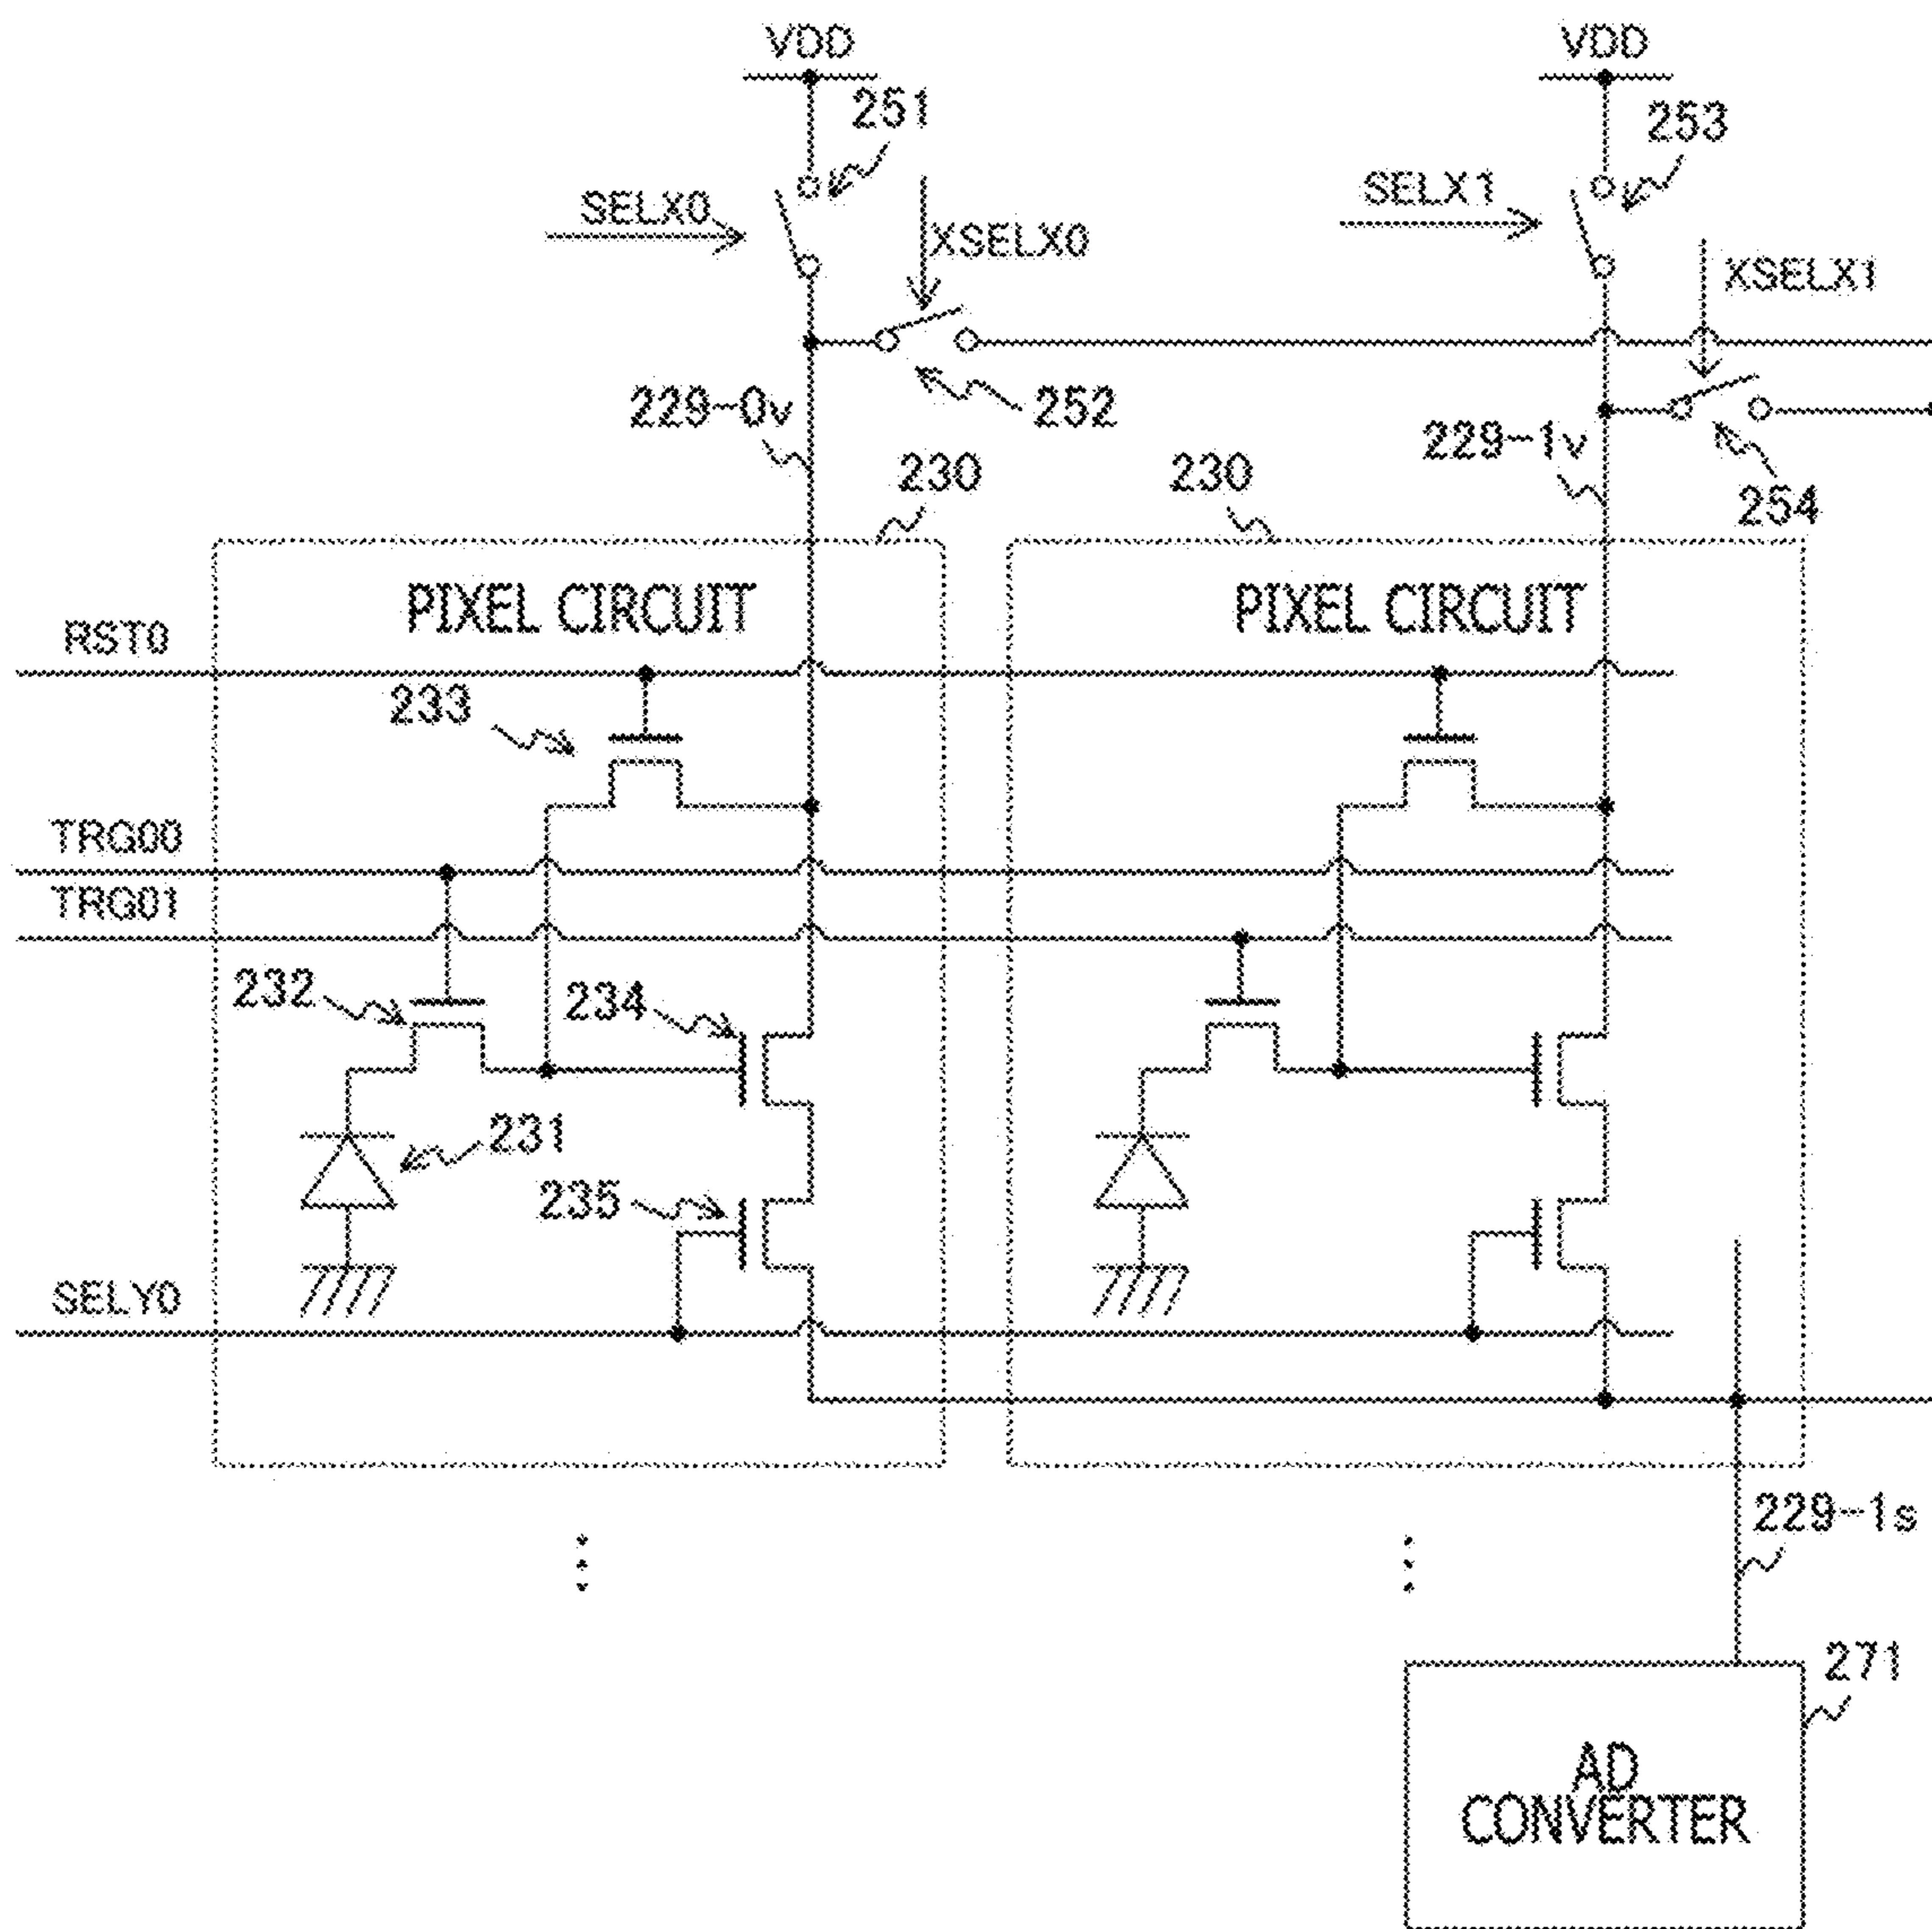 VDD
VDD
251
253
SELX0
SELX1
XSELX0
XSELX1
229-0v
252
229-1v
254
230
230
PIXEL CIRCUIT
PIXEL CIRCUIT
RST0
233
TRG00
TRG01
232
234
231
235
SELY0
229-1s
271
AD
CONVERTER